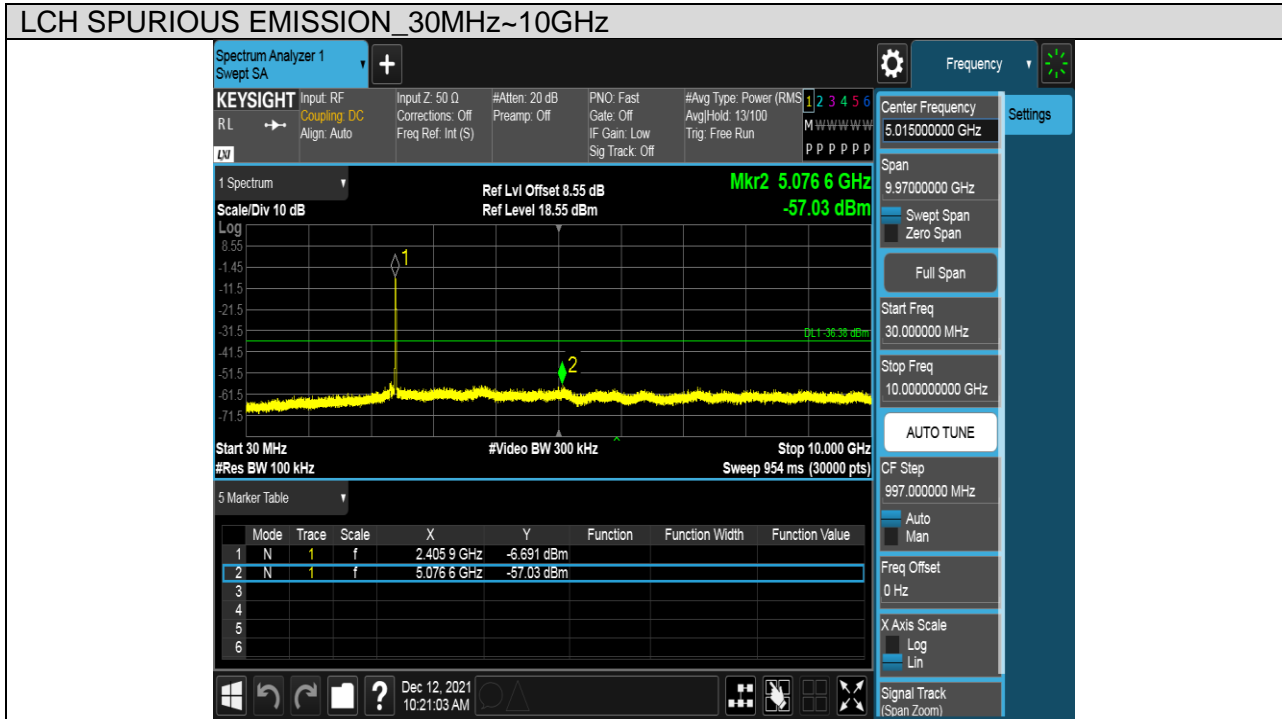 LCH SPURIOUS EMISSION_30MHz~10GHz
Spectrum Analyzer 1
Swept SA
Frequency
KEYSIGHT
RL
LXI
Input: RF
Coupling: DC
Align: Auto
Input Z: 50 Ω
Corrections: Off
Freq Ref: Int (S)
#Atten: 20 dB
Preamp: Off
PNO: Fast
Gate: Off
IF Gain: Low
Sig Track: Off
#Avg Type: Power (RMS
Avg|Hold: 13/100
Trig: Free Run
1 2 3 4 5 6
M W W W W W
P P P P P P
1 Spectrum
Scale/Div 10 dB
Ref Lvl Offset 8.55 dB
Ref Level 18.55 dBm
Mkr2 5.076 6 GHz
-57.03 dBm
Log
8.55
-1.45
-11.5
-21.5
-31.5
-41.5
-51.5
-61.5
-71.5
1
2
DL1 -36.38 dBm
Start 30 MHz
#Video BW 300 kHz
Stop 10.000 GHz
#Res BW 100 kHz
Sweep 954 ms (30000 pts)
5 Marker Table
Mode Trace Scale X Y Function Function Width Function Value
1 N 1 f 2.405 9 GHz -6.691 dBm
2 N 1 f 5.076 6 GHz -57.03 dBm
3
4
5
6
Dec 12, 2021
10:21:03 AM
Center Frequency
5.015000000 GHz
Settings
Span
9.97000000 GHz
Swept Span
Zero Span
Full Span
Start Freq
30.000000 MHz
Stop Freq
10.000000000 GHz
AUTO TUNE
CF Step
997.000000 MHz
Auto
Man
Freq Offset
0 Hz
X Axis Scale
Log
Lin
Signal Track
(Span Zoom)